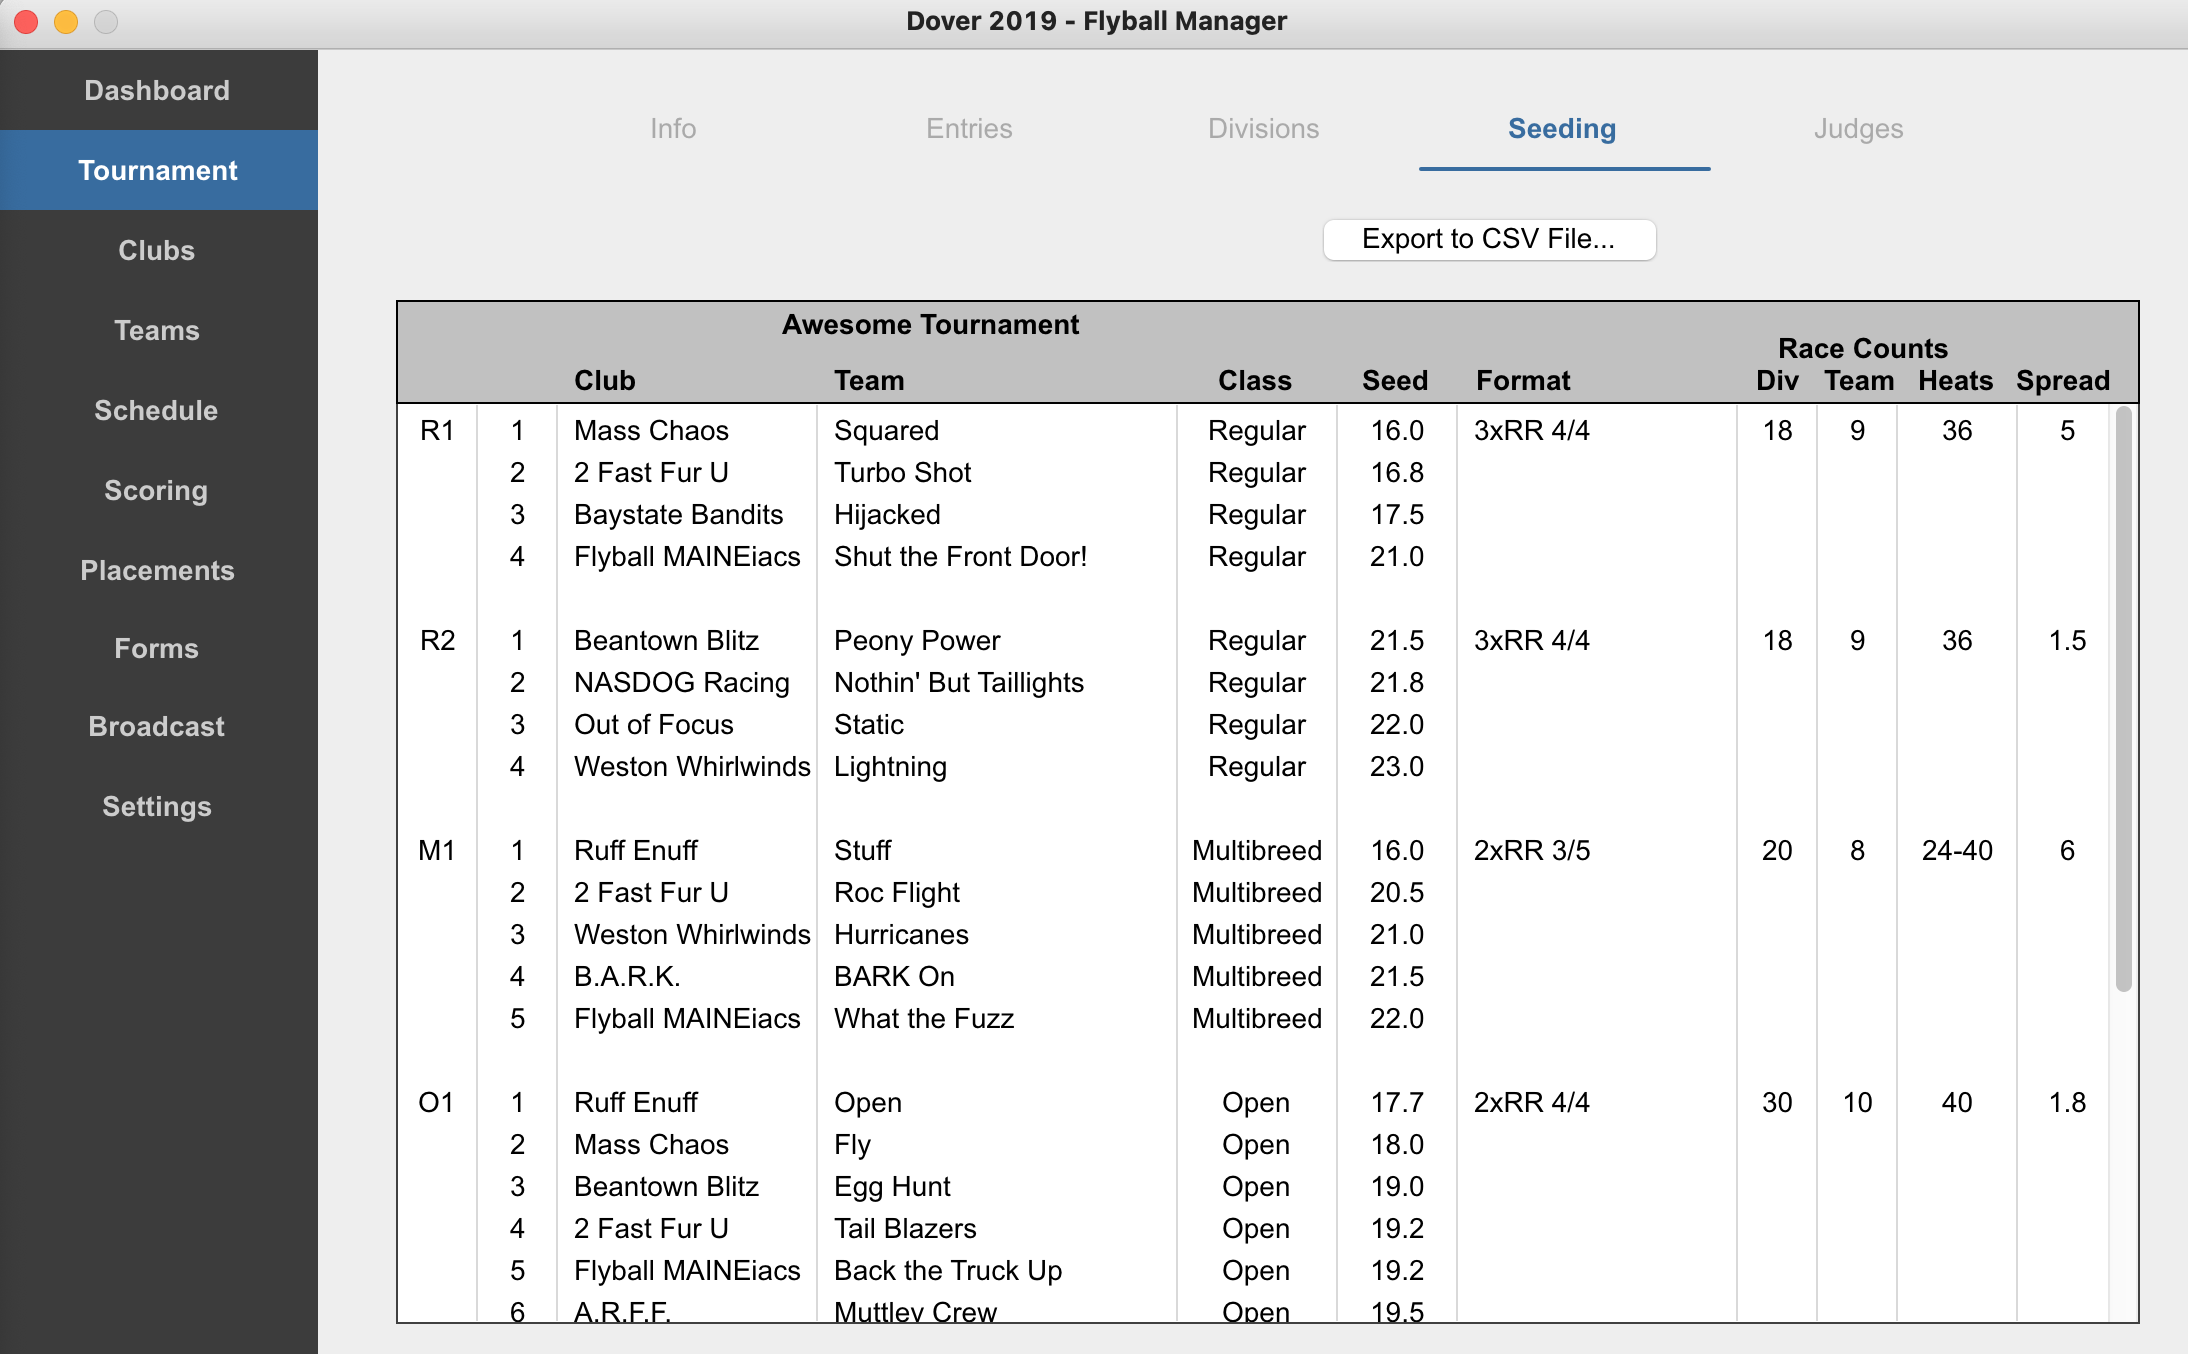 Dover 2019 - Flyball Manager
Dashboard
Tournament
Clubs
Teams
Schedule
Scoring
Placements
Forms
Broadcast
Settings
Info Entries Divisions Seeding Judges
Export to CSV File...
Awesome Tournament
Race Counts
Club Team Class Seed Format Div Team Heats Spread
R1 1 Mass Chaos Squared Regular 16.0 3xRR 4/4 18 9 36 5
2 2 Fast Fur U Turbo Shot Regular 16.8
3 Baystate Bandits Hijacked Regular 17.5
4 Flyball MAINEiacs Shut the Front Door! Regular 21.0
R2 1 Beantown Blitz Peony Power Regular 21.5 3xRR 4/4 18 9 36 1.5
2 NASDOG Racing Nothin' But Taillights Regular 21.8
3 Out of Focus Static Regular 22.0
4 Weston Whirlwinds Lightning Regular 23.0
M1 1 Ruff Enuff Stuff Multibreed 16.0 2xRR 3/5 20 8 24-40 6
2 2 Fast Fur U Roc Flight Multibreed 20.5
3 Weston Whirlwinds Hurricanes Multibreed 21.0
4 B.A.R.K. BARK On Multibreed 21.5
5 Flyball MAINEiacs What the Fuzz Multibreed 22.0
O1 1 Ruff Enuff Open Open 17.7 2xRR 4/4 30 10 40 1.8
2 Mass Chaos Fly Open 18.0
3 Beantown Blitz Egg Hunt Open 19.0
4 2 Fast Fur U Tail Blazers Open 19.2
5 Flyball MAINEiacs Back the Truck Up Open 19.2
6 A.R.F.F. Muttley Crew Open 19.5